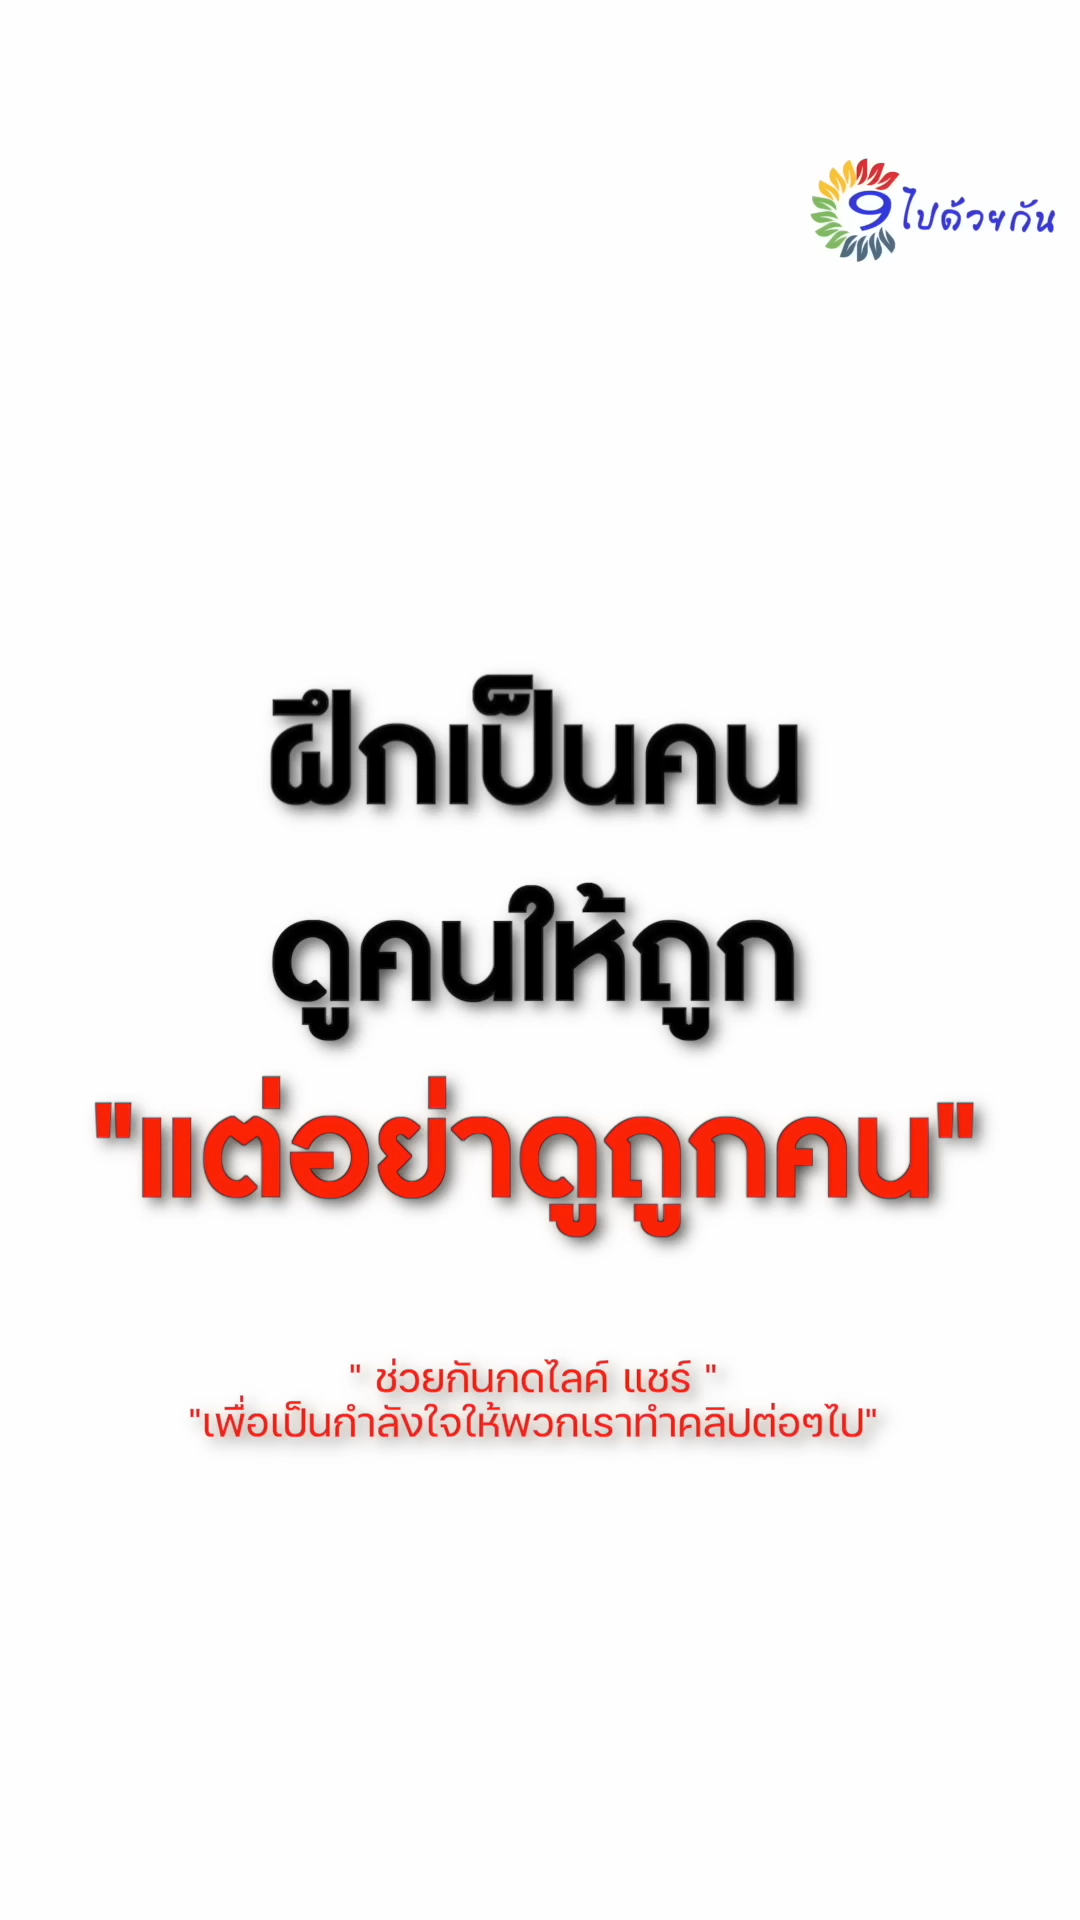 9 ไปด้วยกัน
ฝึกเป็นคน
ดูคนให้ถูก
"แต่อย่าดูถูกคน"
" ช่วยกันกดไลค์ แชร์ "
"เพื่อเป็นกำลังใจให้พวกเราทำคลิปต่อๆไป"